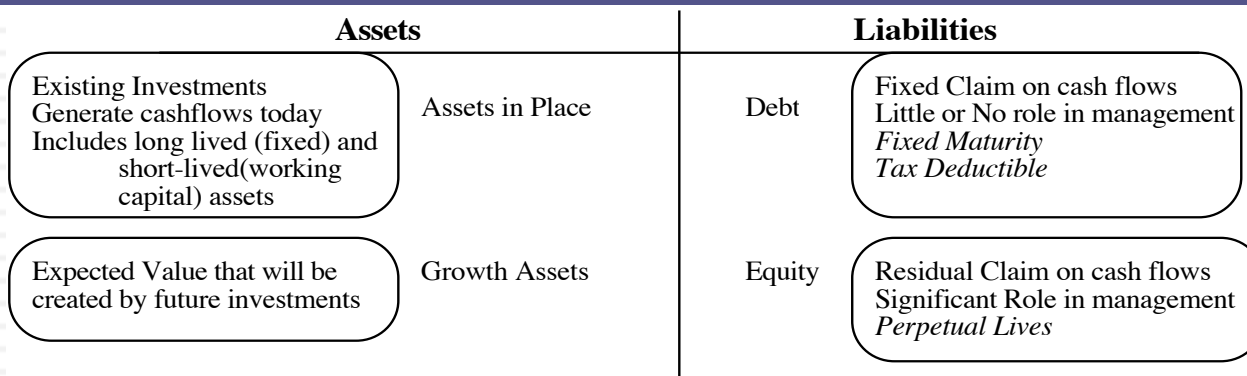 Assets
Liabilities
Existing Investments
Generate cashflows today
Includes long lived (fixed) and
short-lived(working
capital) assets
Assets in Place
Debt
Fixed Claim on cash flows
Little or No role in management
Fixed Maturity
Tax Deductible
Expected Value that will be
created by future investments
Growth Assets
Equity
Residual Claim on cash flows
Significant Role in management
Perpetual Lives